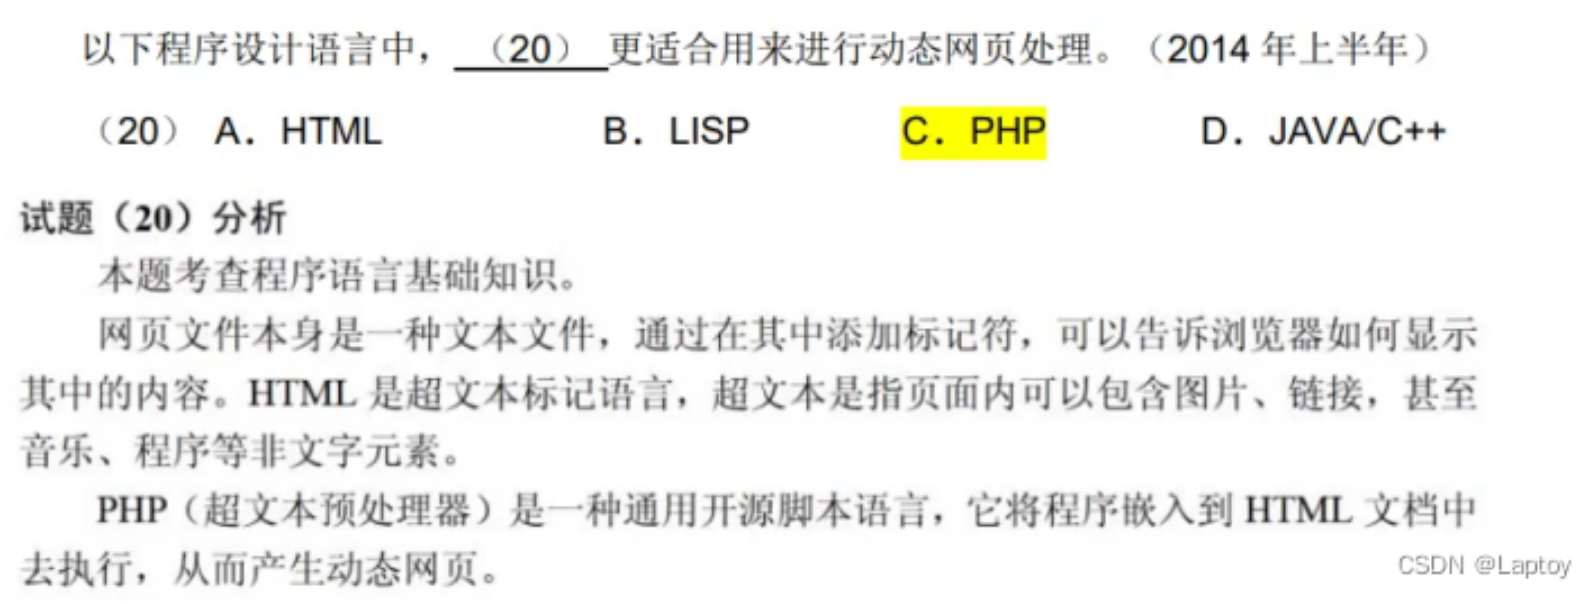 以下程序设计语言中，（20）更适合用来进行动态网页处理。（2014 年上半年）
（20） A．HTML B．LISP C．PHP D．JAVA/C++
试题（20）分析
本题考查程序语言基础知识。
网页文件本身是一种文本文件，通过在其中添加标记符，可以告诉浏览器如何显示
其中的内容。HTML 是超文本标记语言，超文本是指页面内可以包含图片、链接，甚至
音乐、程序等非文字元素。
PHP（超文本预处理器）是一种通用开源脚本语言，它将程序嵌入到 HTML 文档中
去执行，从而产生动态网页。
CSDN @Laptoy